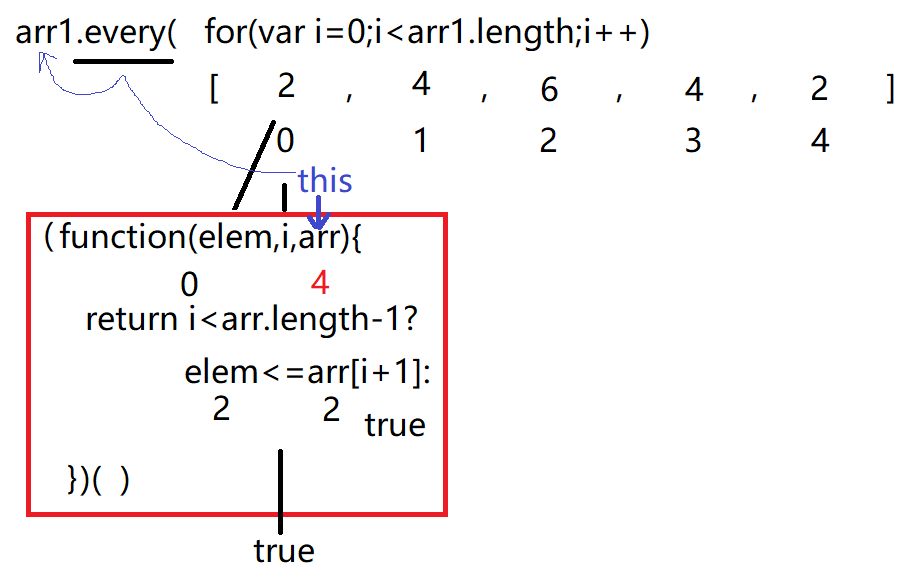 arr1.every( for(var i=0;i<arr1.length;i++)
[ 2 , 4 , 6 , 4 , 2 ]
0 1 2 3 4
this
(function(elem,i,arr){
0 4
return i<arr.length-1?
elem<=arr[i+1]:
2 2 true
})( )
true